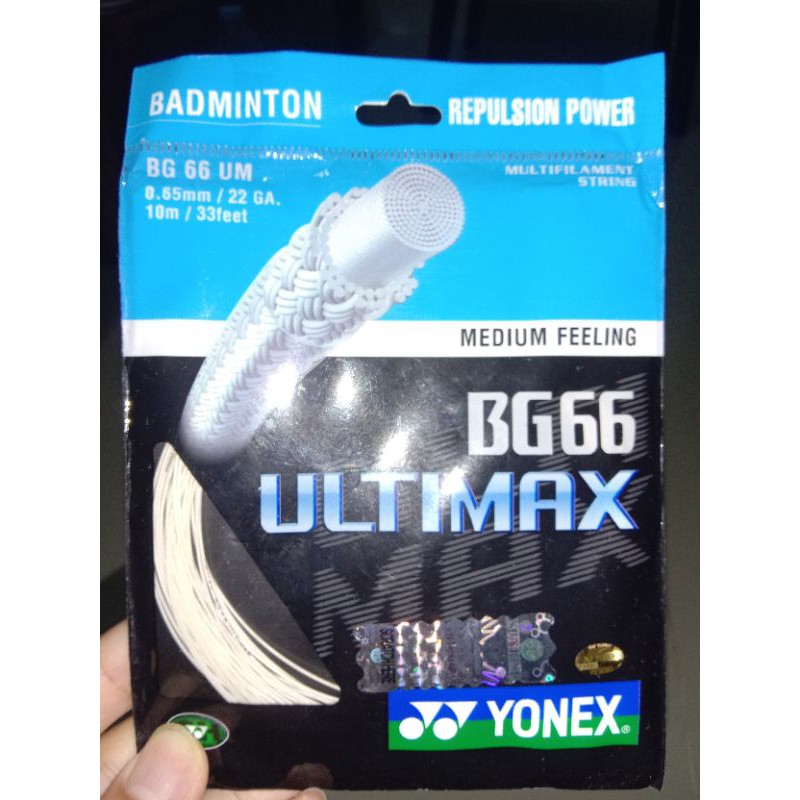 BADMINTON
REPULSION POWER
BG 66 UM
0.65mm / 22 GA.
10m / 33feet
MULTIFILAMENT
STRING
MEDIUM FEELING
BG66
ULTIMAX
YONEX®